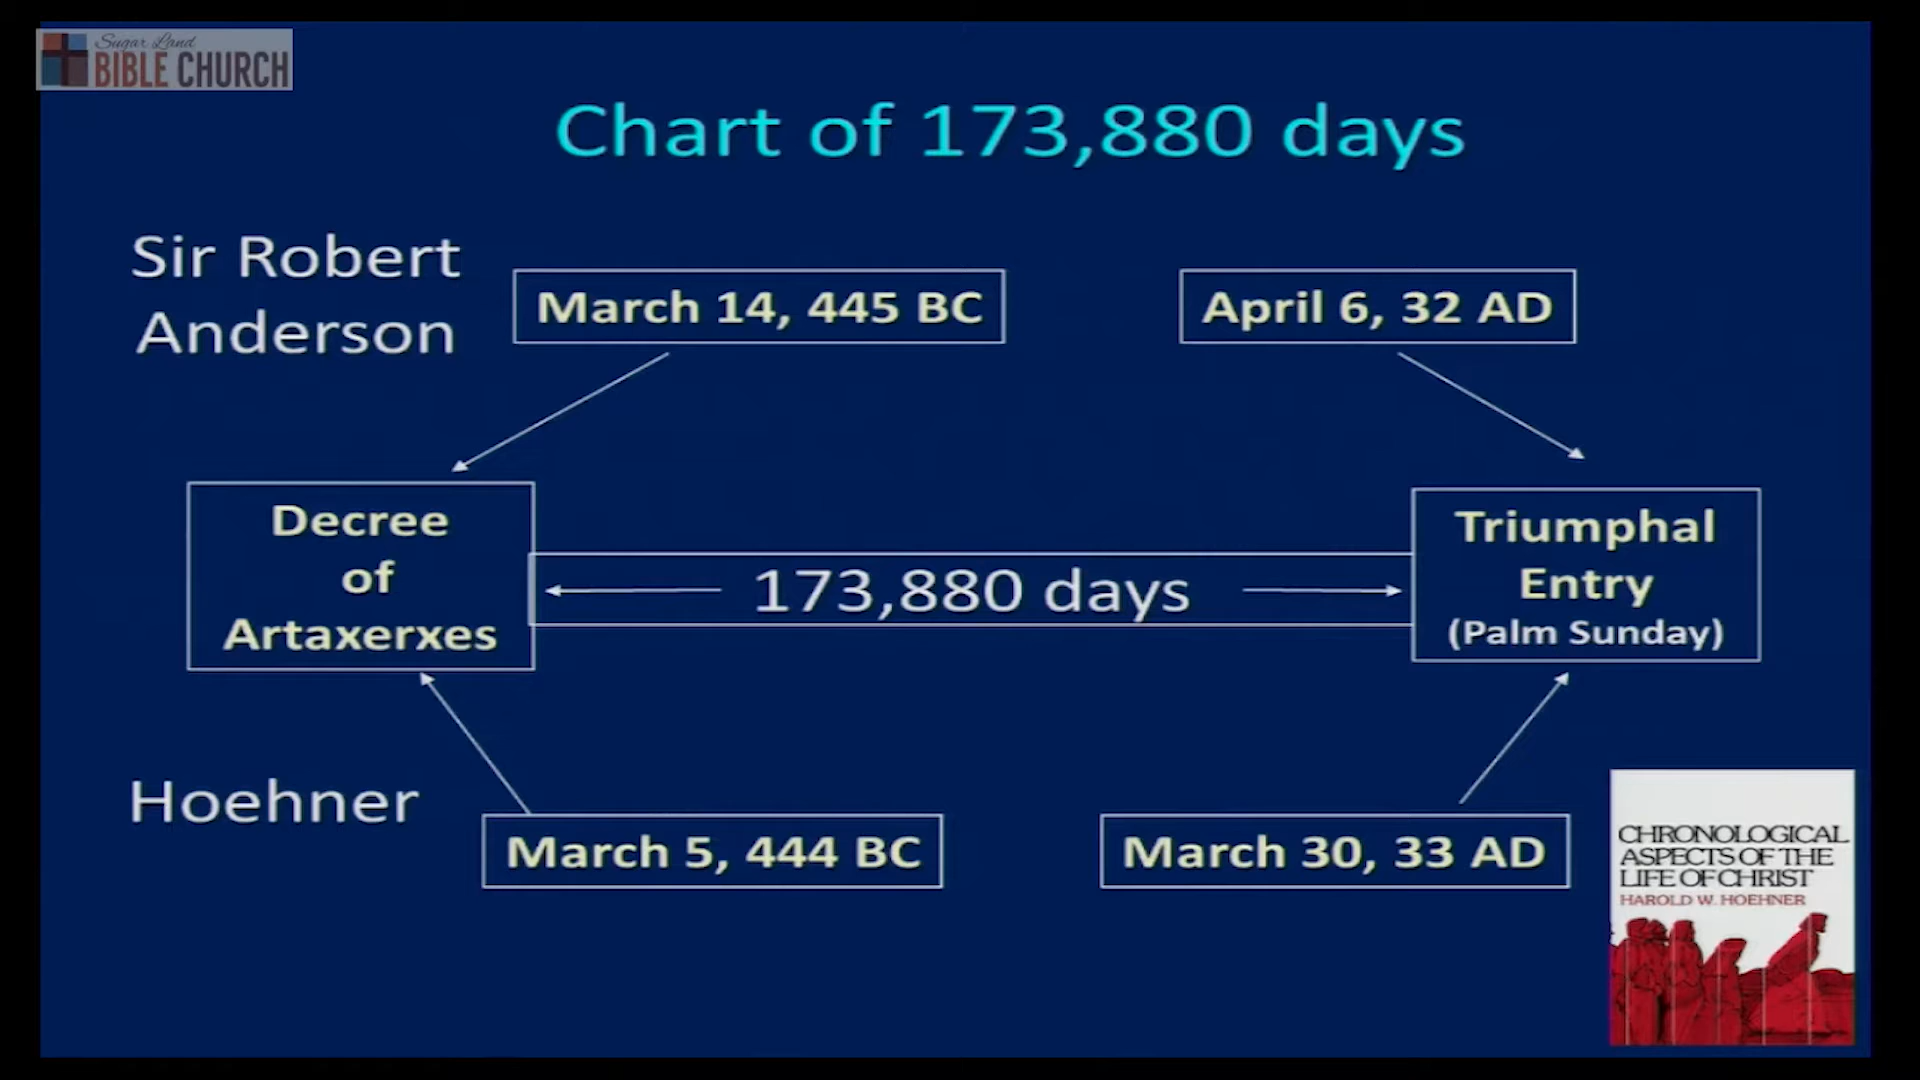 Sugar Land
BIBLE CHURCH
Chart of 173,880 days
Sir Robert
Anderson
March 14, 445 BC
April 6, 32 AD
Decree
of
Artaxerxes
173,880 days
Triumphal
Entry
(Palm Sunday)
Hoehner
March 5, 444 BC
March 30, 33 AD
CHRONOLOGICAL
ASPECTS OF THE
LIFE OF CHRIST
HAROLD W. HOEHNER